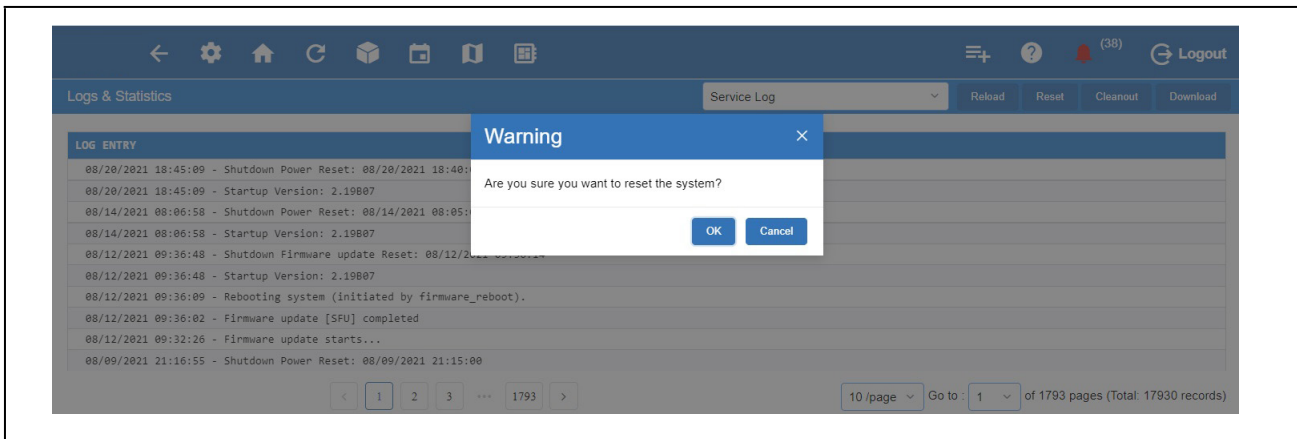 (38)
Logout
Logs & Statistics
Service Log
Reload Reset Cleanout Download
Warning
LOG ENTRY
08/20/2021 18:45:09 - Shutdown Power Reset: 08/20/2021 18:40:
Are you sure you want to reset the system?
08/20/2021 18:45:09 - Startup Version: 2.19B07
08/14/2021 08:06:58 - Shutdown Power Reset: 08/14/2021 08:05:
08/14/2021 08:06:58 - Startup Version: 2.19B07
OK Cancel
08/12/2021 09:36:48 - Shutdown Firmware update Reset: 08/12/2021
08/12/2021 09:36:48 - Startup Version: 2.19B07
08/12/2021 09:36:09 - Rebooting system (initiated by firmware_reboot).
08/12/2021 09:36:02 - Firmware update [SFU] completed
08/12/2021 09:32:26 - Firmware update starts...
08/09/2021 21:16:55 - Shutdown Power Reset: 08/09/2021 21:15:00
< 1 2 3 ••• 1793 >
10 /page Go to : 1 of 1793 pages (Total: 17930 records)